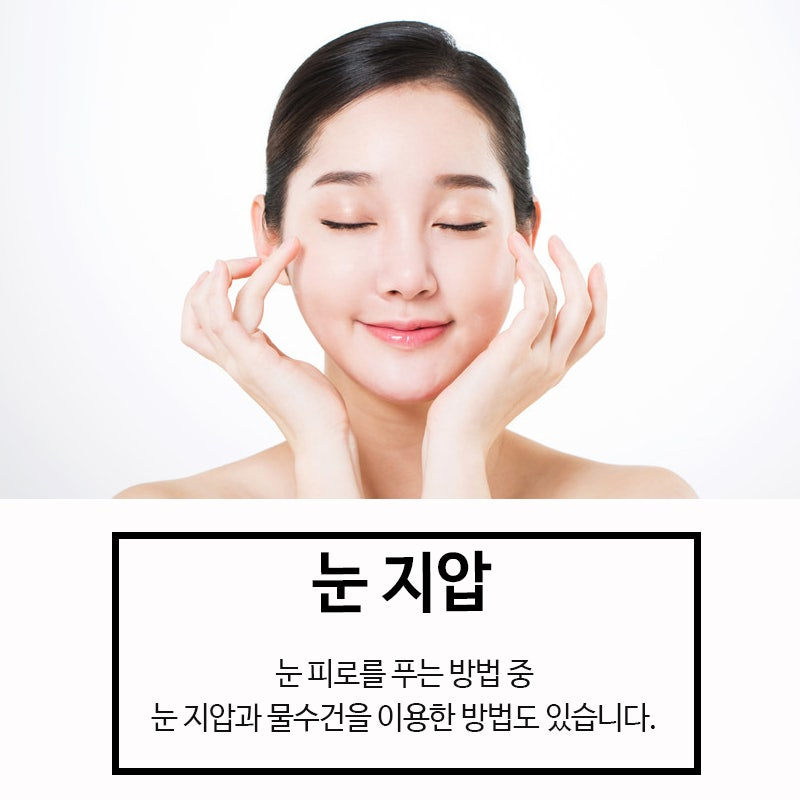 눈 지압
눈 피로를 푸는 방법 중
눈 지압과 물수건을 이용한 방법도 있습니다.